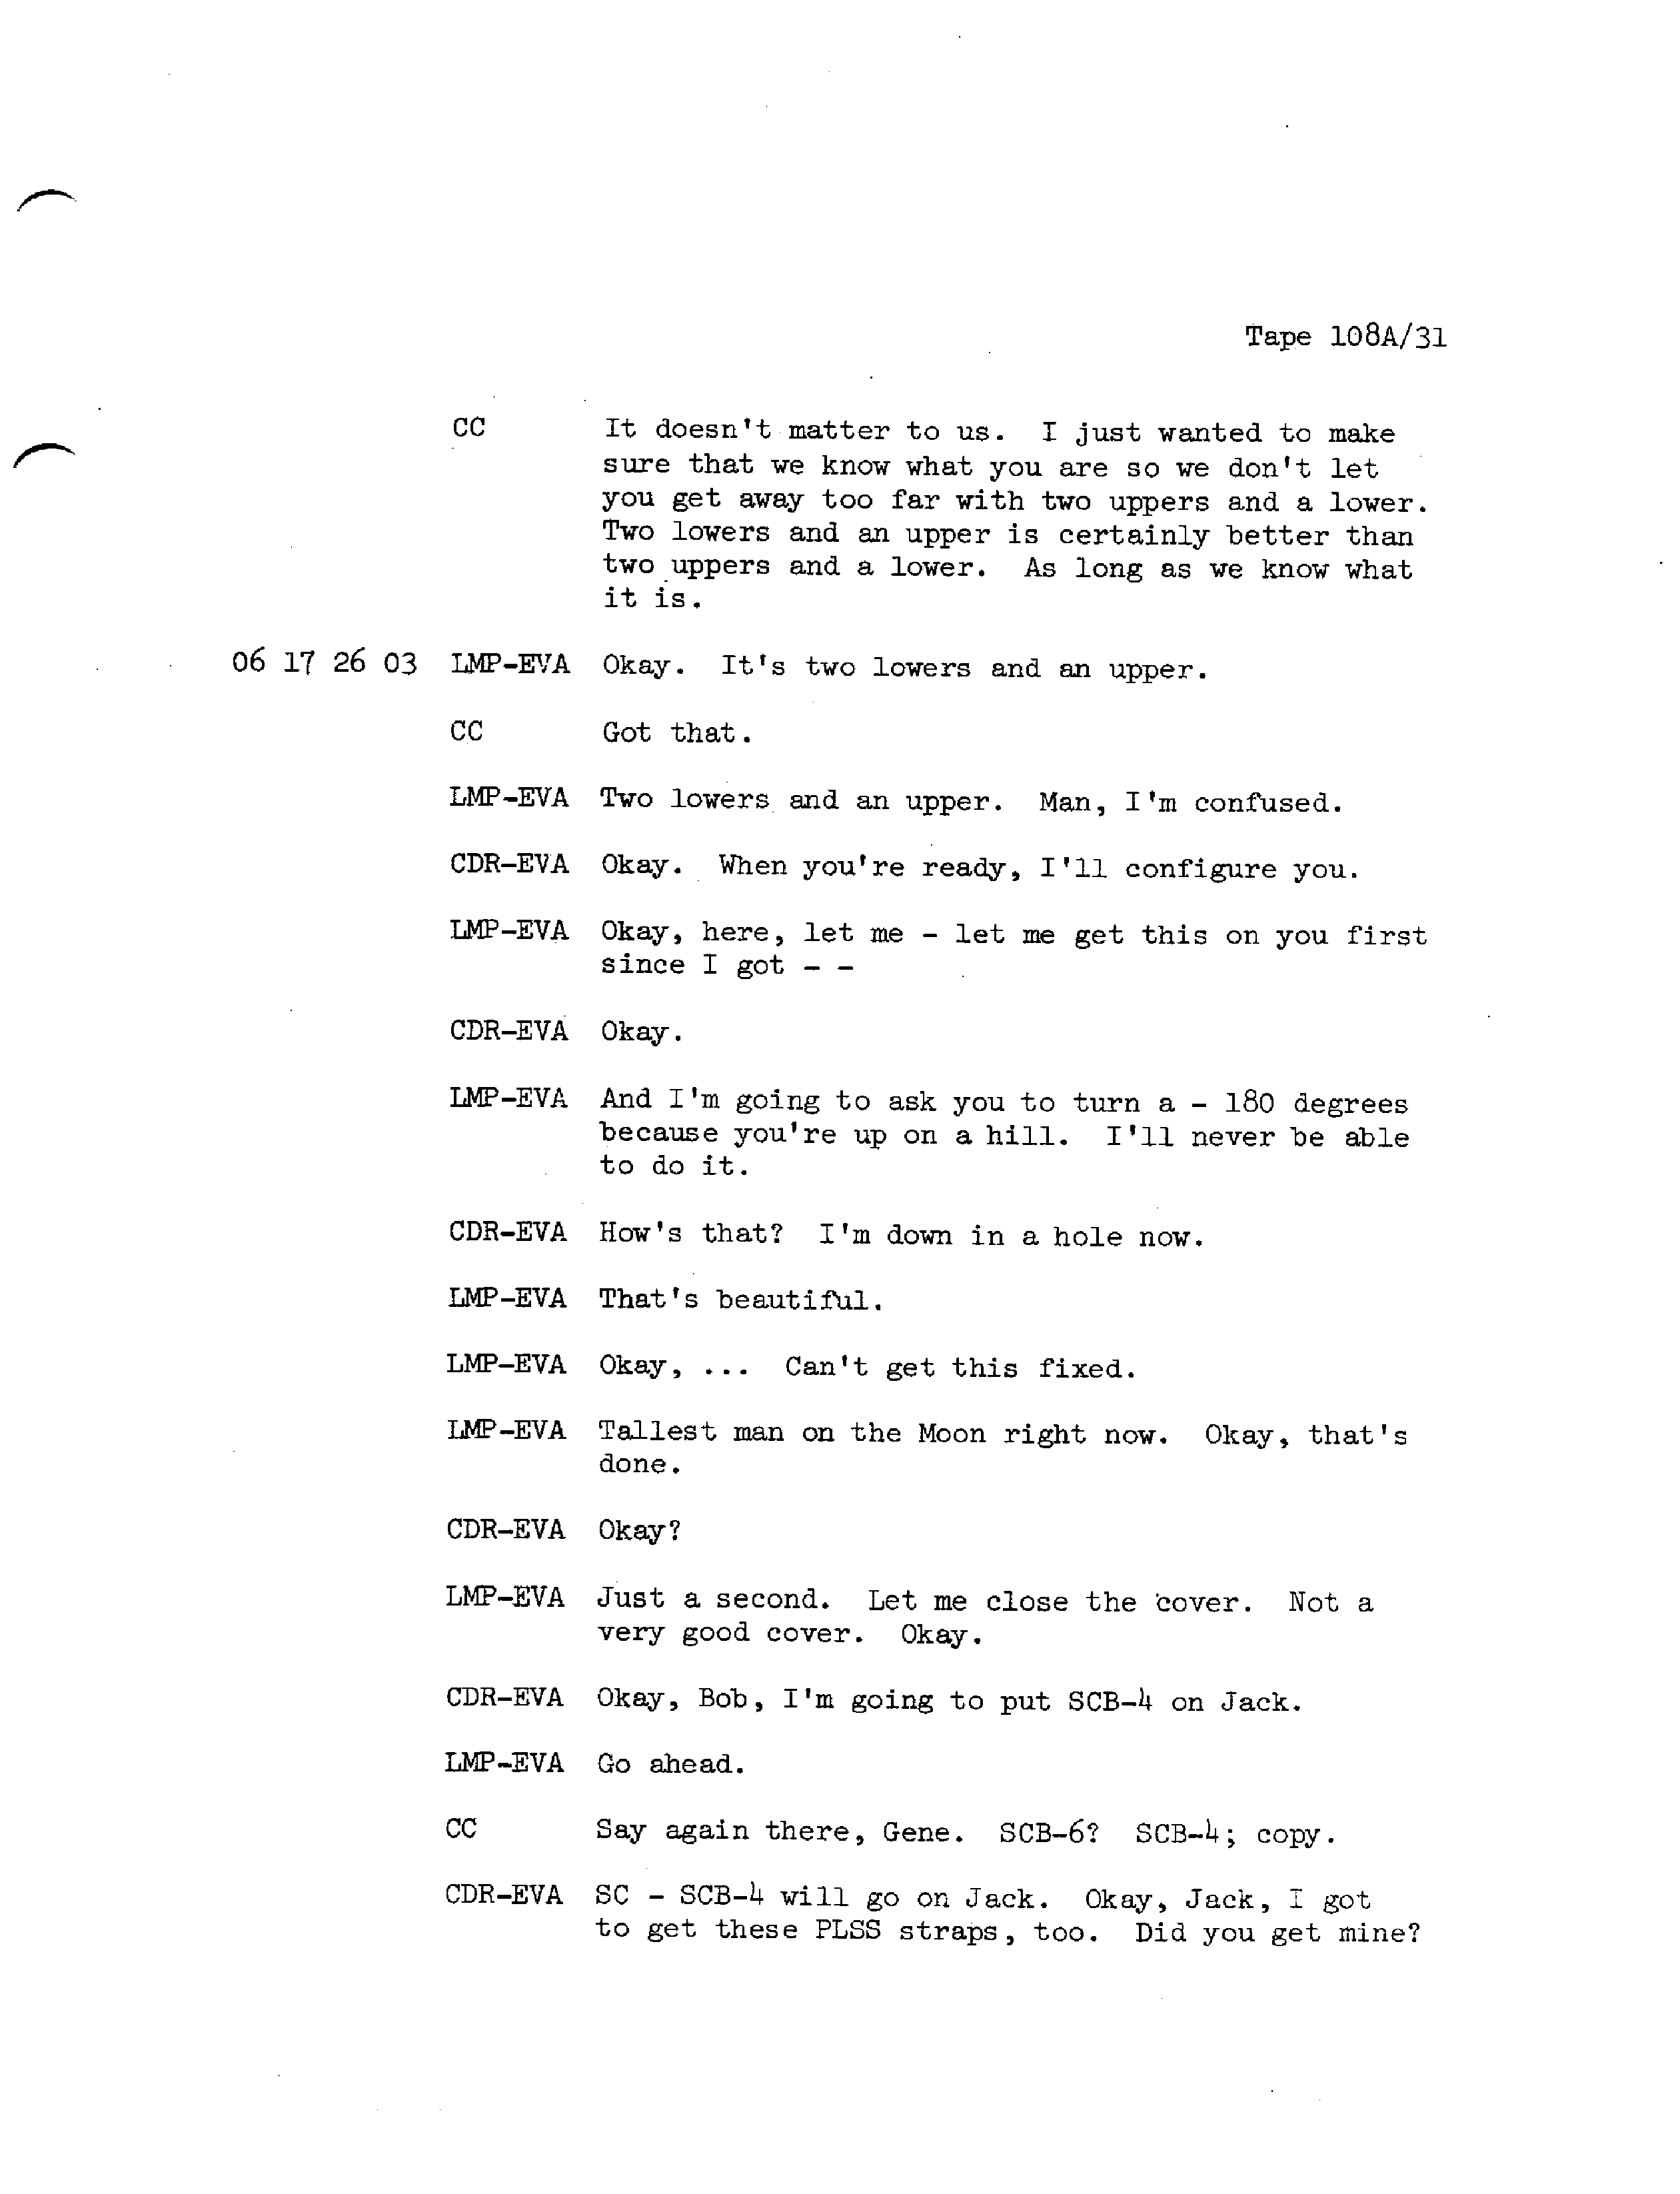 Tape 108A/31
CC It doesn't matter to us. I just wanted to make
sure that we know what you are so we don't let
you get away too far with two uppers and a lower.
Two lowers and an upper is certainly better than
two uppers and a lower. As long as we know what
it is.
06 17 26 03 LMP-EVA Okay. It's two lowers and an upper.
CC Got that.
LMP-EVA Two lowers and an upper. Man, I'm confused.
CDR-EVA Okay. When you're ready, I'll configure you.
LMP-EVA Okay, here, let me - let me get this on you first
since I got - -
CDR-EVA Okay.
LMP-EVA And I'm going to ask you to turn a - 180 degrees
because you're up on a hill. I'll never be able
to do it.
CDR-EVA How's that? I'm down in a hole now.
LMP-EVA That's beautiful.
LMP-EVA Okay, ... Can't get this fixed.
LMP-EVA Tallest man on the Moon right now. Okay, that's
done.
CDR-EVA Okay?
LMP-EVA Just a second. Let me close the cover. Not a
very good cover. Okay.
CDR-EVA Okay, Bob, I'm going to put SCB-4 on Jack.
LMP-EVA Go ahead.
CC Say again there, Gene. SCB-6? SCB-4; copy.
CDR-EVA SC - SCB-4 will go on Jack. Okay, Jack, I got
to get these PLSS straps, too. Did you get mine?